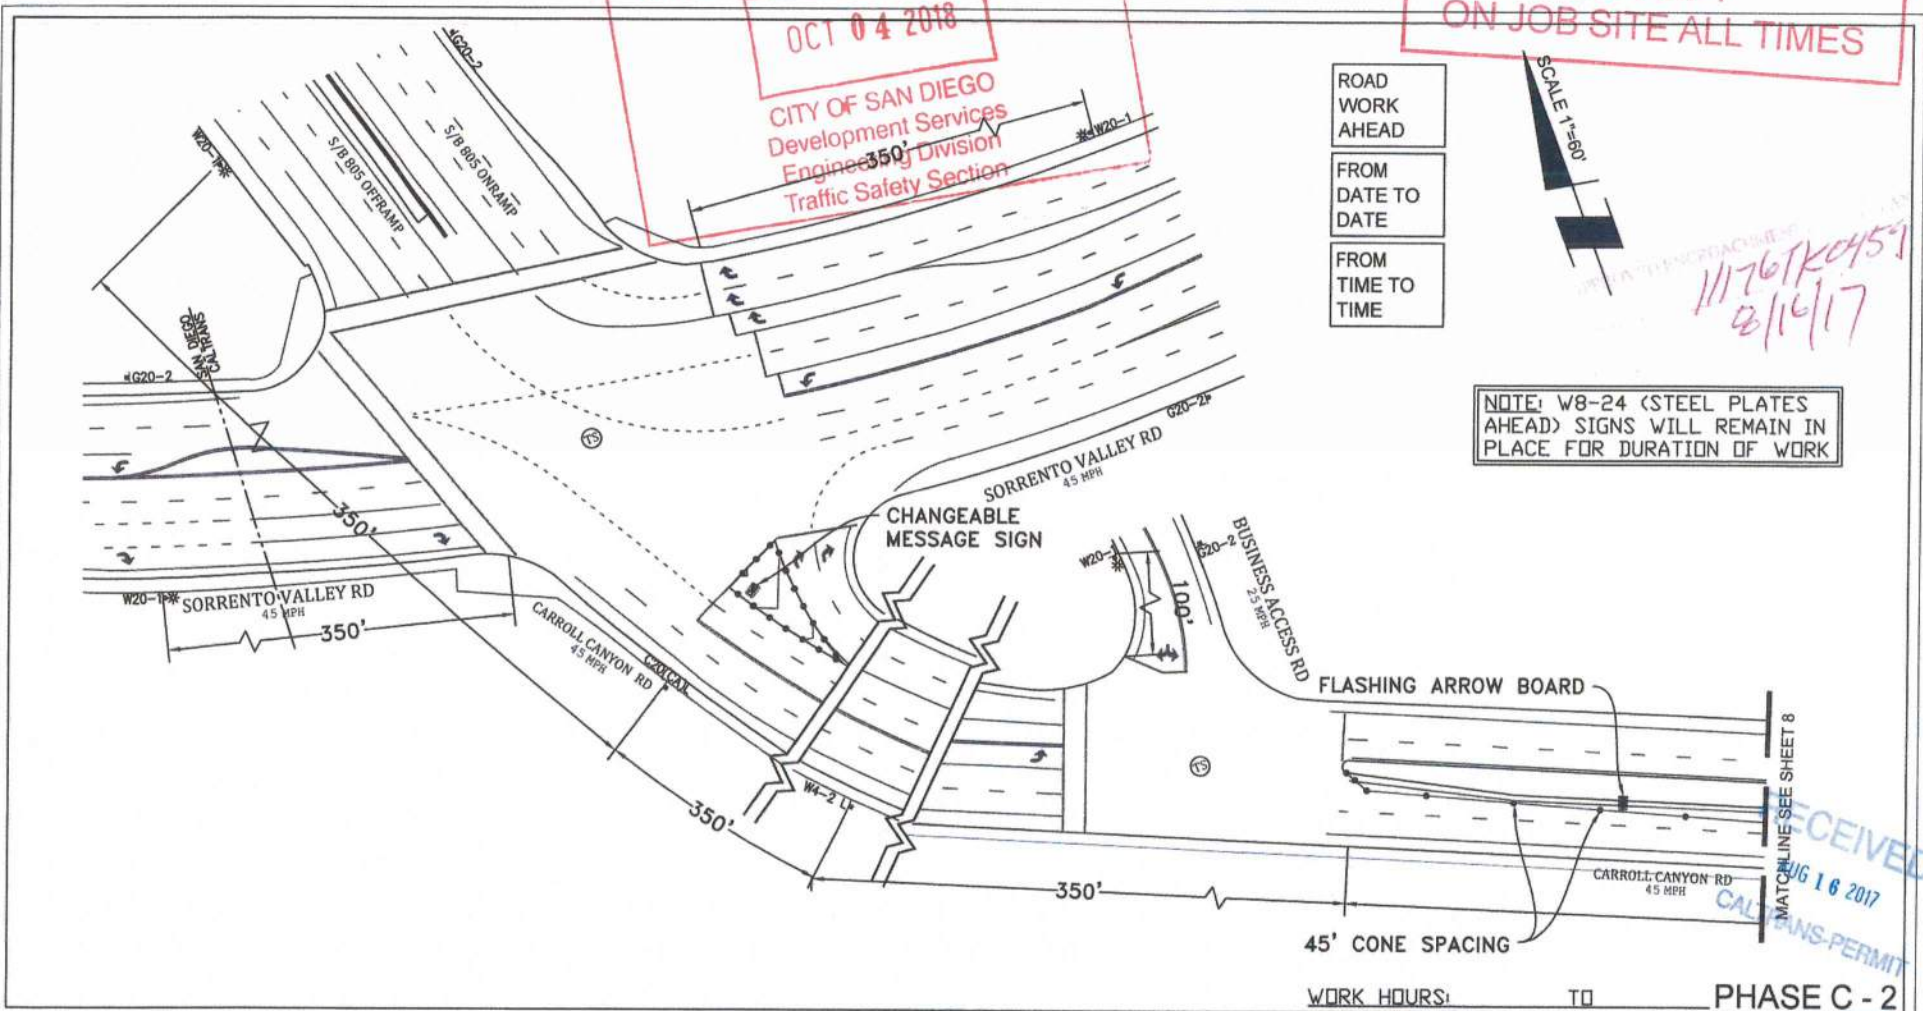 OCT 04 2018
CITY OF SAN DIEGO
Development Services
Engineering Division
Traffic Safety Section
ON JOB SITE ALL TIMES
ROAD
WORK
AHEAD
FROM
DATE TO
DATE
FROM
TIME TO
TIME
SCALE 1"=60'
1176TK0459
8/16/17
NOTE: W8-24 (STEEL PLATES
AHEAD) SIGNS WILL REMAIN IN
PLACE FOR DURATION OF WORK
G20-2
W20-1
S/B 805 OFFRAMP
S/B 805 ONRAMP
350'
W20-1
SAN DIEGO
CALTRANS
G20-2
TS
G20-2
SORRENTO VALLEY RD
45 MPH
350'
CHANGEABLE
MESSAGE SIGN
W20-1
G20-2
BUSINESS ACCESS RD
25 MPH
100'
W20-1
SORRENTO VALLEY RD
45 MPH
350'
CARROLL CANYON RD
45 MPH
C20(CA)L
FLASHING ARROW BOARD
TS
W4-2 L
350'
350'
MATCHLINE SEE SHEET 8
CARROLL CANYON RD
45 MPH
45' CONE SPACING
RECEIVED
AUG 16 2017
CALTRANS-PERMIT
WORK HOURS: TO
PHASE C - 2